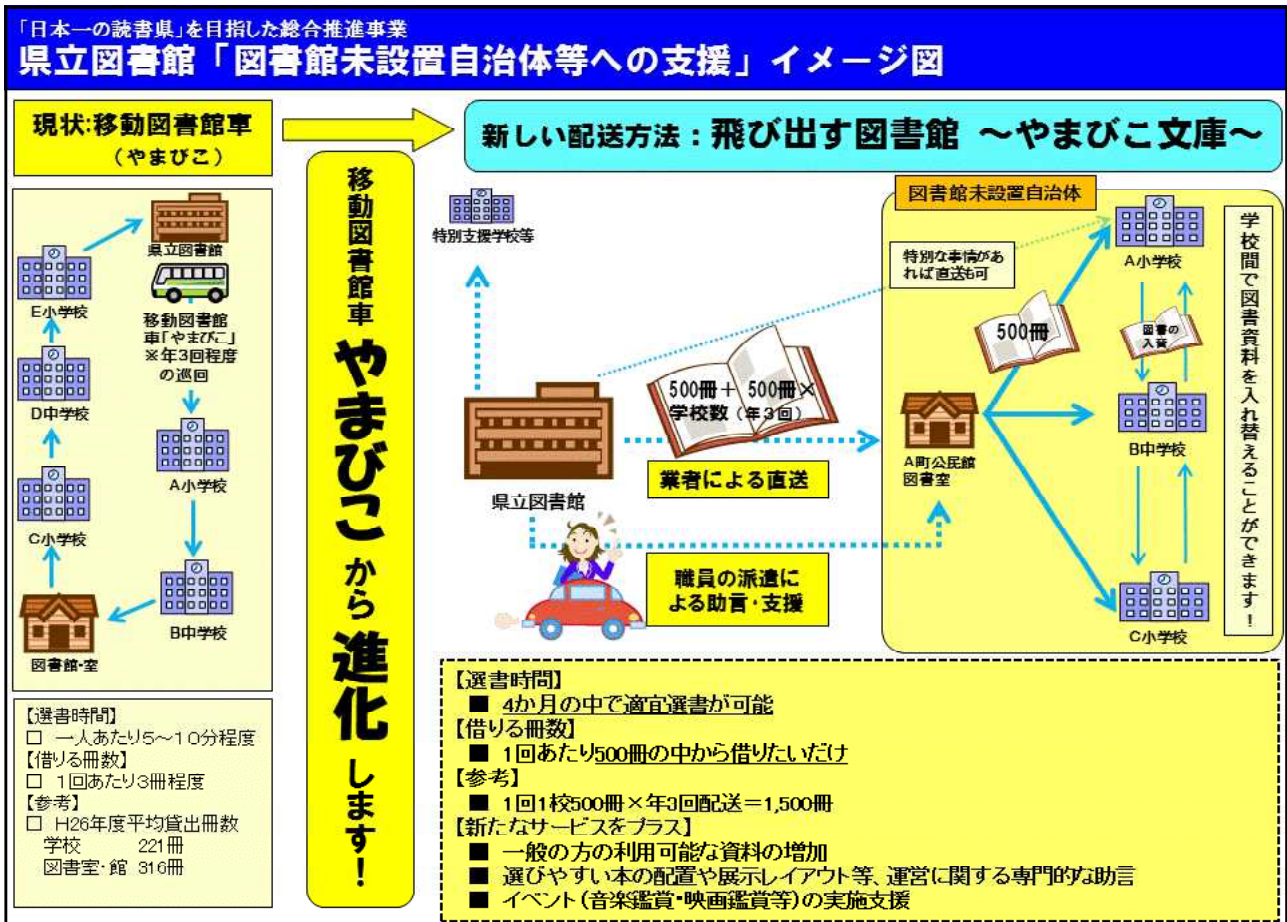 「日本一の読書県」を目指した総合推進事業
県立図書館「図書館未設置自治体等への支援」イメージ図
現状:移動図書館車
（やまびこ）
県立図書館
移動図書館
車「やまびこ」
※年3回程度
の巡回
A小学校
B中学校
図書館・室
C小学校
D中学校
E小学校
【選書時間】
□ 一人あたり5～10分程度
【借りる冊数】
□ 1回あたり3冊程度
【参考】
□ H26年度平均貸出冊数
学校 221冊
図書室・館 316冊
移動図書館車 やまびこ から 進化 します！
新しい配送方法：飛び出す図書館 ～やまびこ文庫～
特別支援学校等
県立図書館
500冊＋ 500冊×
学校数（年3回）
業者による直送
職員の派遣に
よる助言・支援
図書館未設置自治体
特別な事情があ
れば直送も可
500冊
A町公民館
図書室
A小学校
図書の
入替
B中学校
C小学校
学校間で図書資料を入れ替えることができます！
【選書時間】
■ 4か月の中で適宜選書が可能
【借りる冊数】
■ 1回あたり500冊の中から借りたいだけ
【参考】
■ 1回1校500冊×年3回配送＝1,500冊
【新たなサービスをプラス】
■ 一般の方の利用可能な資料の増加
■ 選びやすい本の配置や展示レイアウト等、運営に関する専門的な助言
■ イベント（音楽鑑賞・映画鑑賞等）の実施支援